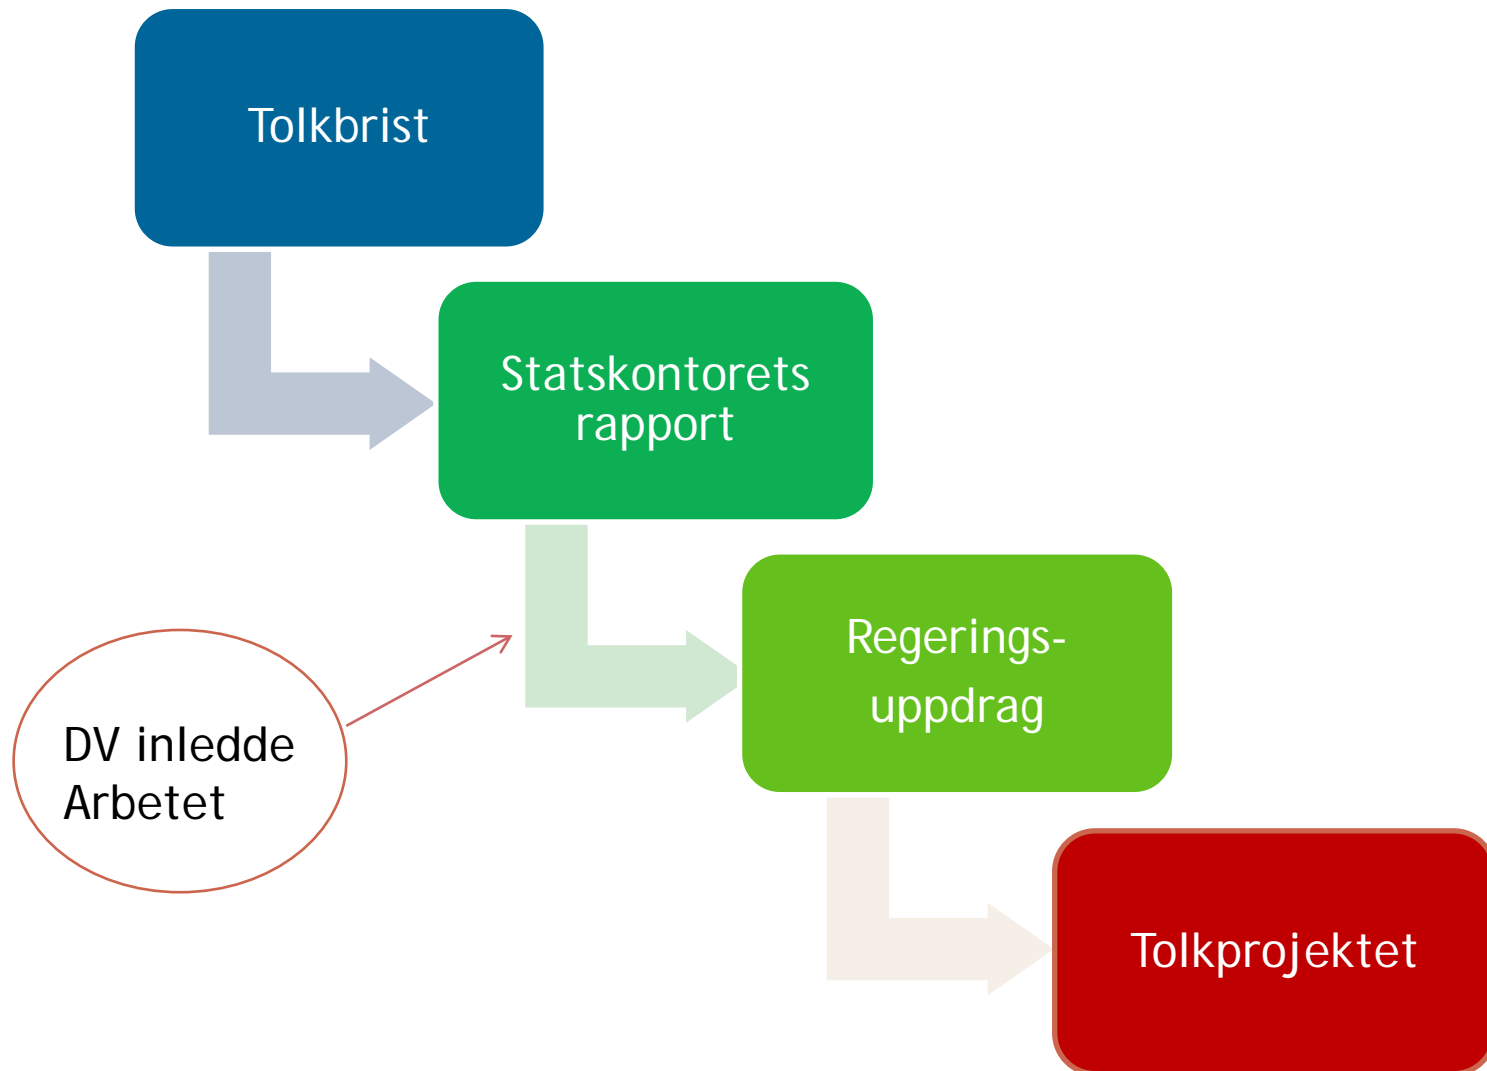 Tolkbrist
Statskontorets
rapport
Regerings-
uppdrag
DV inledde
Arbetet
Tolkprojektet